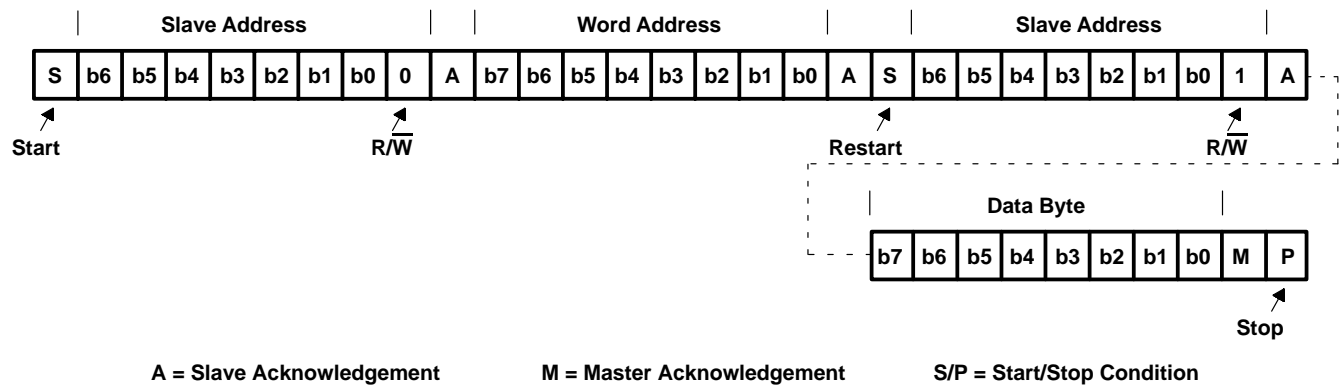 Slave Address Word Address Slave Address
S b6 b5 b4 b3 b2 b1 b0 0 A b7 b6 b5 b4 b3 b2 b1 b0 A S b6 b5 b4 b3 b2 b1 b0 1 A
Start R/W̅ Restart R/W̅
Data Byte
b7 b6 b5 b4 b3 b2 b1 b0 M P
Stop
A = Slave Acknowledgement M = Master Acknowledgement S/P = Start/Stop Condition